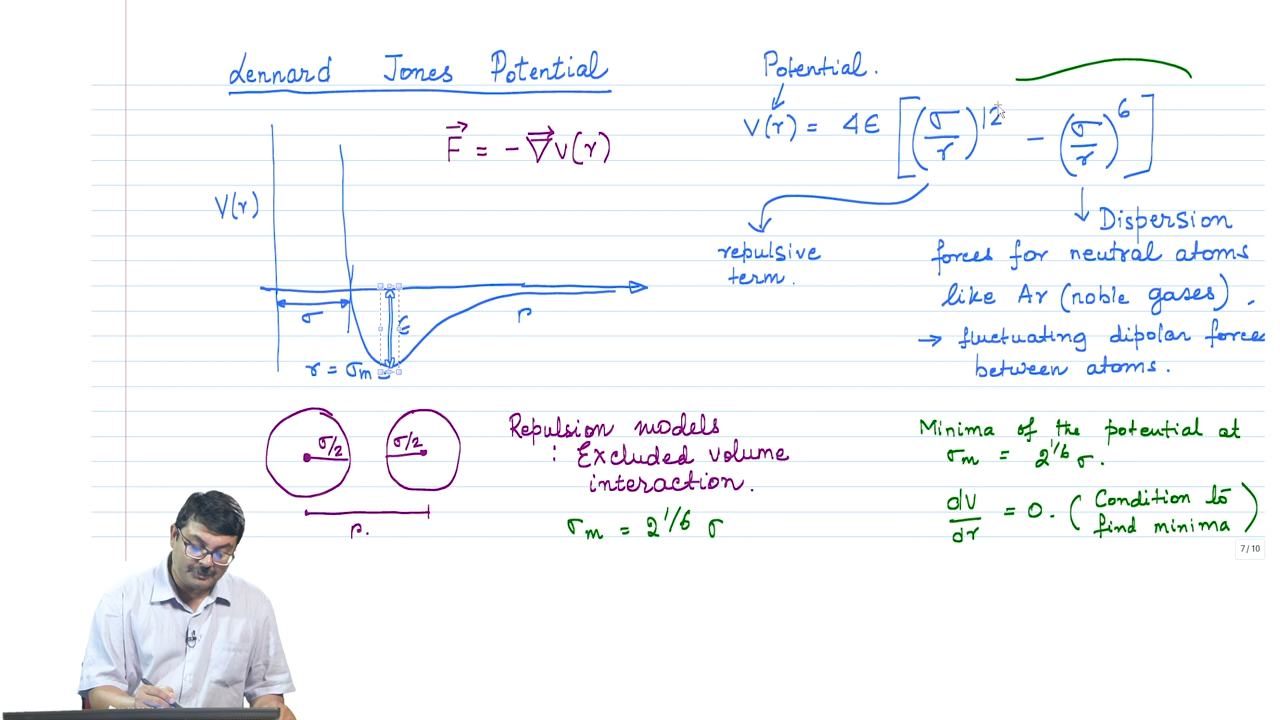 Lennard Jones Potential
Potential.
F⃗ = - ∇⃗V(r)
V(r) = 4ϵ [(σ/r)^12 - (σ/r)^6]
V(r)
repulsive
term.
Dispersion
forces for neutral atoms
like Ar (noble gases).
→ fluctuating dipolar forces
between atoms.
σ
ϵ
r
r = σm
σ/2
σ/2
r.
Repulsion models
: Excluded volume
interaction.
σm = 2^1/6 σ
Minima of the potential at
σm = 2^1/6 σ.
dV/dr = 0. (Condition to
find minima)
7/10